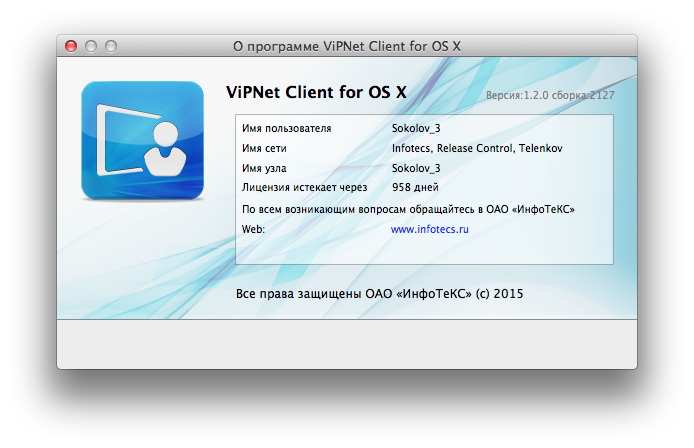 О программе ViPNet Client for OS X
ViPNet Client for OS X
Версия:1.2.0 сборка:2127
Имя пользователя Sokolov_3
Имя сети Infotecs, Release Control, Telenkov
Имя узла Sokolov_3
Лицензия истекает через 958 дней
По всем возникающим вопросам обращайтесь в ОАО «ИнфоТеКС»
Web: www.infotecs.ru
Все права защищены ОАО «ИнфоТеКС» (c) 2015